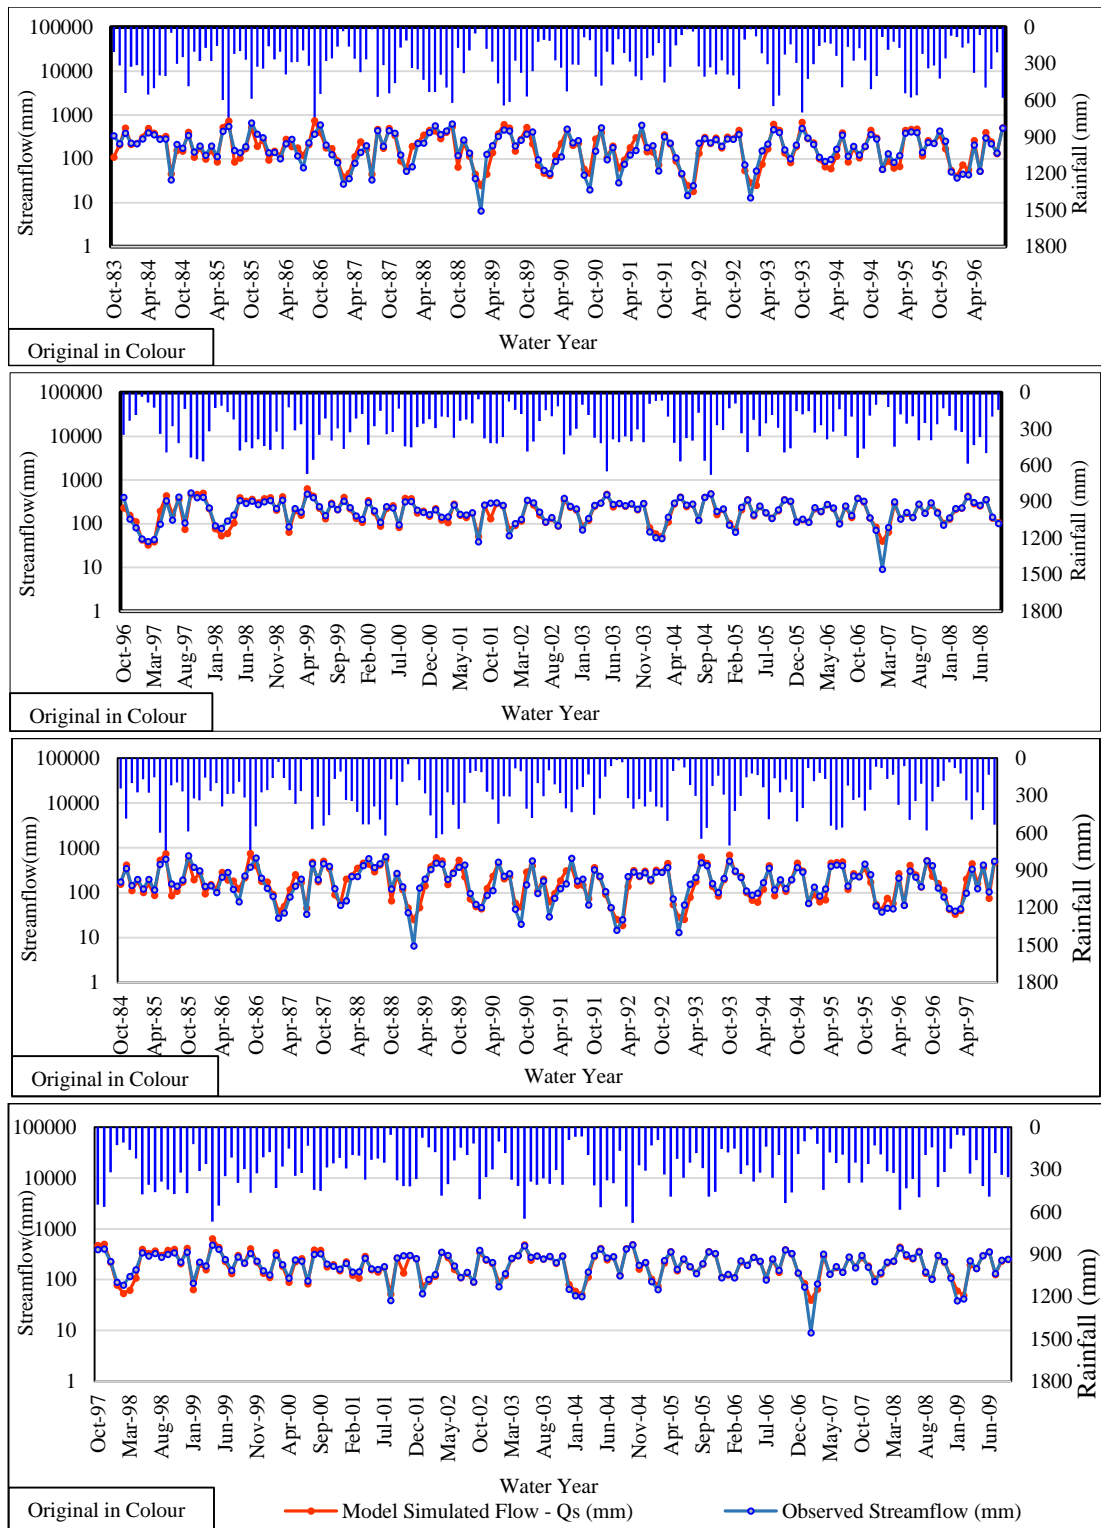 100000
10000
1000
100
10
1
Streamflow(mm)
0
300
600
900
1200
1500
1800
Rainfall (mm)
Oct-83
Apr-84
Oct-84
Apr-85
Oct-85
Apr-86
Oct-86
Apr-87
Oct-87
Apr-88
Oct-88
Apr-89
Oct-89
Apr-90
Oct-90
Apr-91
Oct-91
Apr-92
Oct-92
Apr-93
Oct-93
Apr-94
Oct-94
Apr-95
Oct-95
Apr-96
Water Year
Original in Colour
100000
10000
1000
100
10
1
Streamflow(mm)
0
300
600
900
1200
1500
1800
Rainfall (mm)
Oct-96
Mar-97
Aug-97
Jan-98
Jun-98
Nov-98
Apr-99
Sep-99
Feb-00
Jul-00
Dec-00
May-01
Oct-01
Mar-02
Aug-02
Jan-03
Jun-03
Nov-03
Apr-04
Sep-04
Feb-05
Jul-05
Dec-05
May-06
Oct-06
Mar-07
Aug-07
Jan-08
Jun-08
Water Year
Original in Colour
100000
10000
1000
100
10
1
Streamflow(mm)
0
300
600
900
1200
1500
1800
Rainfall (mm)
Oct-84
Apr-85
Oct-85
Apr-86
Oct-86
Apr-87
Oct-87
Apr-88
Oct-88
Apr-89
Oct-89
Apr-90
Oct-90
Apr-91
Oct-91
Apr-92
Oct-92
Apr-93
Oct-93
Apr-94
Oct-94
Apr-95
Oct-95
Apr-96
Oct-96
Apr-97
Water Year
Original in Colour
100000
10000
1000
100
10
1
Streamflow(mm)
0
300
600
900
1200
1500
1800
Rainfall (mm)
Oct-97
Mar-98
Aug-98
Jan-99
Jun-99
Nov-99
Apr-00
Sep-00
Feb-01
Jul-01
Dec-01
May-02
Oct-02
Mar-03
Aug-03
Jan-04
Jun-04
Nov-04
Apr-05
Sep-05
Feb-06
Jul-06
Dec-06
May-07
Oct-07
Mar-08
Aug-08
Jan-09
Jun-09
Water Year
Original in Colour
Model Simulated Flow - Qs (mm)
Observed Streamflow (mm)